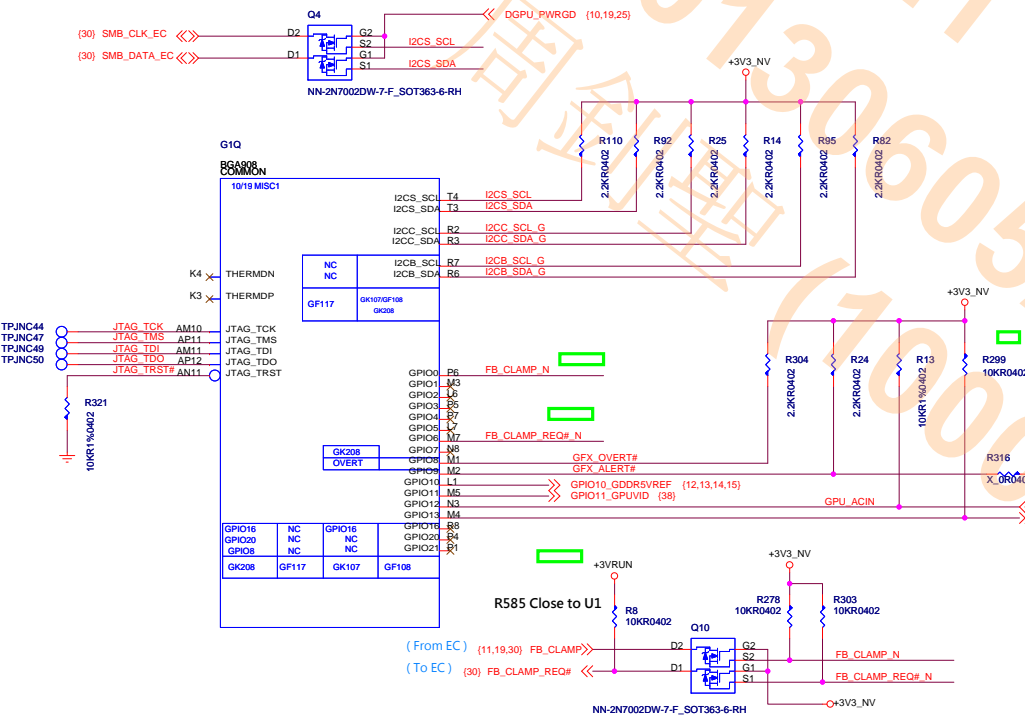 Q4
DGPU_PWRGD {10,19,25}
{30} SMB_CLK_EC
D2
G2
S2
I2CS_SCL
{30} SMB_DATA_EC
D1
G1
S1
I2CS_SDA
NN-2N7002DW-7-F_SOT363-6-RH
+3V3_NV
R110
2.2KR0402
R92
2.2KR0402
R25
2.2KR0402
R14
2.2KR0402
R95
2.2KR0402
R82
2.2KR0402
G1Q
BGA908
COMMON
10/19 MISC1
I2CS_SCL T4 I2CS_SCL
I2CS_SDA T3 I2CS_SDA
I2CC_SCL R2 I2CC_SCL_G
I2CC_SDA R3 I2CC_SDA_G
I2CB_SCL R7 I2CB_SCL_G
I2CB_SDA R6 I2CB_SDA_G
K4 THERMDN
K3 THERMDP
NC
NC
GF117
GK107/GF108
GK208
TPJNC44 JTAG_TCK AM10 JTAG_TCK
TPJNC47 JTAG_TMS AP11 JTAG_TMS
TPJNC49 JTAG_TDI AM11 JTAG_TDI
TPJNC50 JTAG_TDO AP12 JTAG_TDO
JTAG_TRST# AN11 JTAG_TRST
R321
10KR1%0402
+3V3_NV
R304
2.2KR0402
R24
2.2KR0402
R13
10KR1%0402
R299
10KR0402
GPIO0 P6 FB_CLAMP_N
GPIO1 M3
GPIO2 L6
GPIO3 P5
GPIO4 P7
GPIO5 L7
GPIO6 M7 FB_CLAMP_REQ#_N
GPIO7 N8
GPIO8 M1 GFX_OVERT#
GPIO9 M2 GFX_ALERT#
GPIO10 L1 GPIO10_GDDR5VREF {12,13,14,15}
GPIO11 M5 GPIO11_GPUVID {38}
GPIO12 N3 GPU_ACIN
GPIO13 M4
GPIO16 R8
GPIO20 P4
GPIO21 P1
GK208
OVERT
R316
X_0R040
GPIO16 NC GPIO16
GPIO20 NC NC
GPIO8 NC NC
GK208 GF117 GK107 GF108
+3VRUN
R585 Close to U1
R8
10KR0402
+3V3_NV
R278
10KR0402
R303
10KR0402
Q10
( From EC ) {11,19,30} FB_CLAMP
D2
G2
S2
FB_CLAMP_N
( To EC ) {30} FB_CLAMP_REQ#
D1
G1
S1
FB_CLAMP_REQ#_N
+3V3_NV
NN-2N7002DW-7-F_SOT363-6-RH